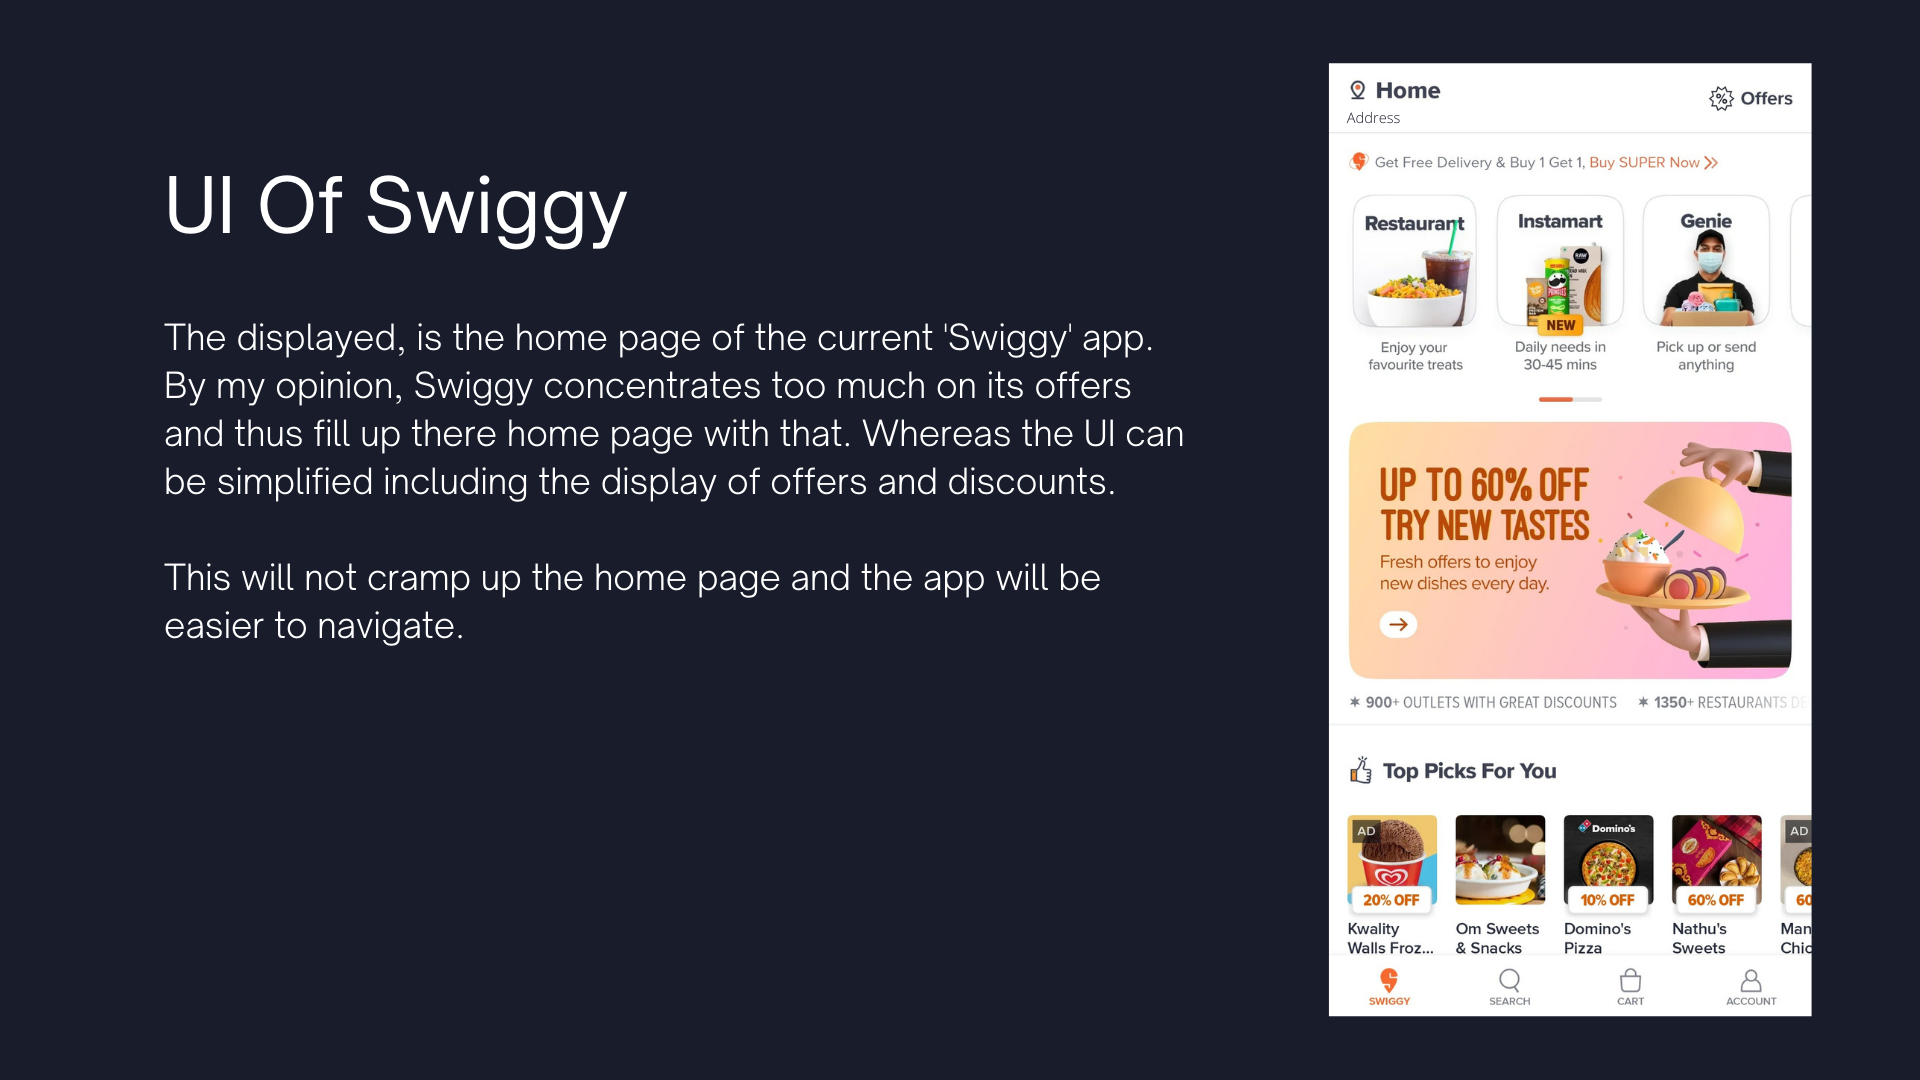 UI Of Swiggy
The displayed, is the home page of the current 'Swiggy' app.
By my opinion, Swiggy concentrates too much on its offers
and thus fill up there home page with that. Whereas the UI can
be simplified including the display of offers and discounts.
This will not cramp up the home page and the app will be
easier to navigate.
Home
Address
Offers
Get Free Delivery & Buy 1 Get 1, Buy SUPER Now
Restaurant
Enjoy your
favourite treats
Instamart
PRINGLES
RAW
NEW
Daily needs in
30-45 mins
Genie
Pick up or send
anything
UP TO 60% OFF
TRY NEW TASTES
Fresh offers to enjoy
new dishes every day.
900+ OUTLETS WITH GREAT DISCOUNTS
1350+ RESTAURANTS DE
Top Picks For You
AD
20% OFF
Kwality
Walls Froz...
Om Sweets
& Snacks
Domino's
10% OFF
Domino's
Pizza
60% OFF
Nathu's
Sweets
AD
60
Man
Chic
SWIGGY
SEARCH
CART
ACCOUNT